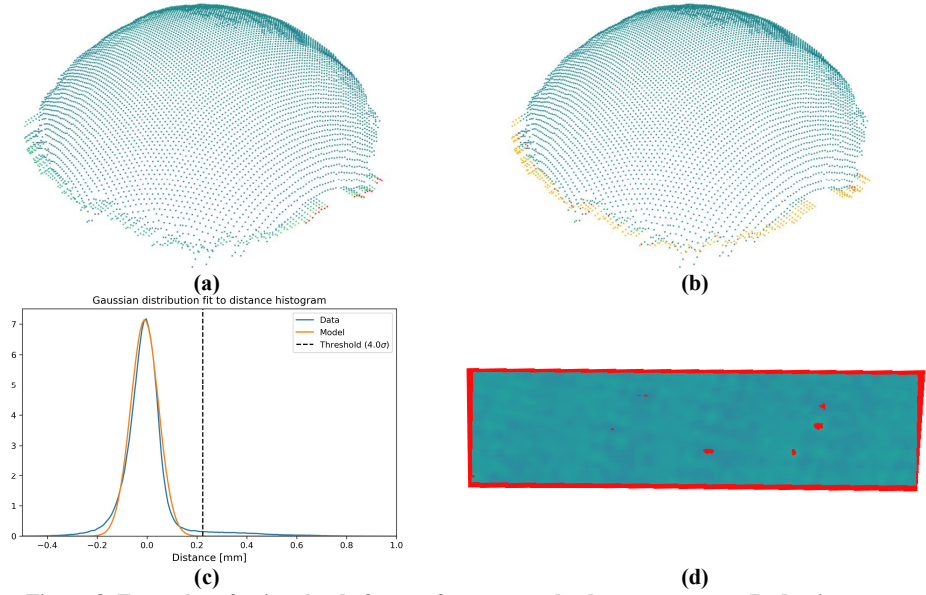 (a)
(b)
Gaussian distribution fit to distance histogram
7
6
5
4
3
2
1
0
Data
Model
Threshold (4.0σ)
−0.4 −0.2 0.0 0.2 0.4 0.6 0.8 1.0
Distance [mm]
(c)
(d)